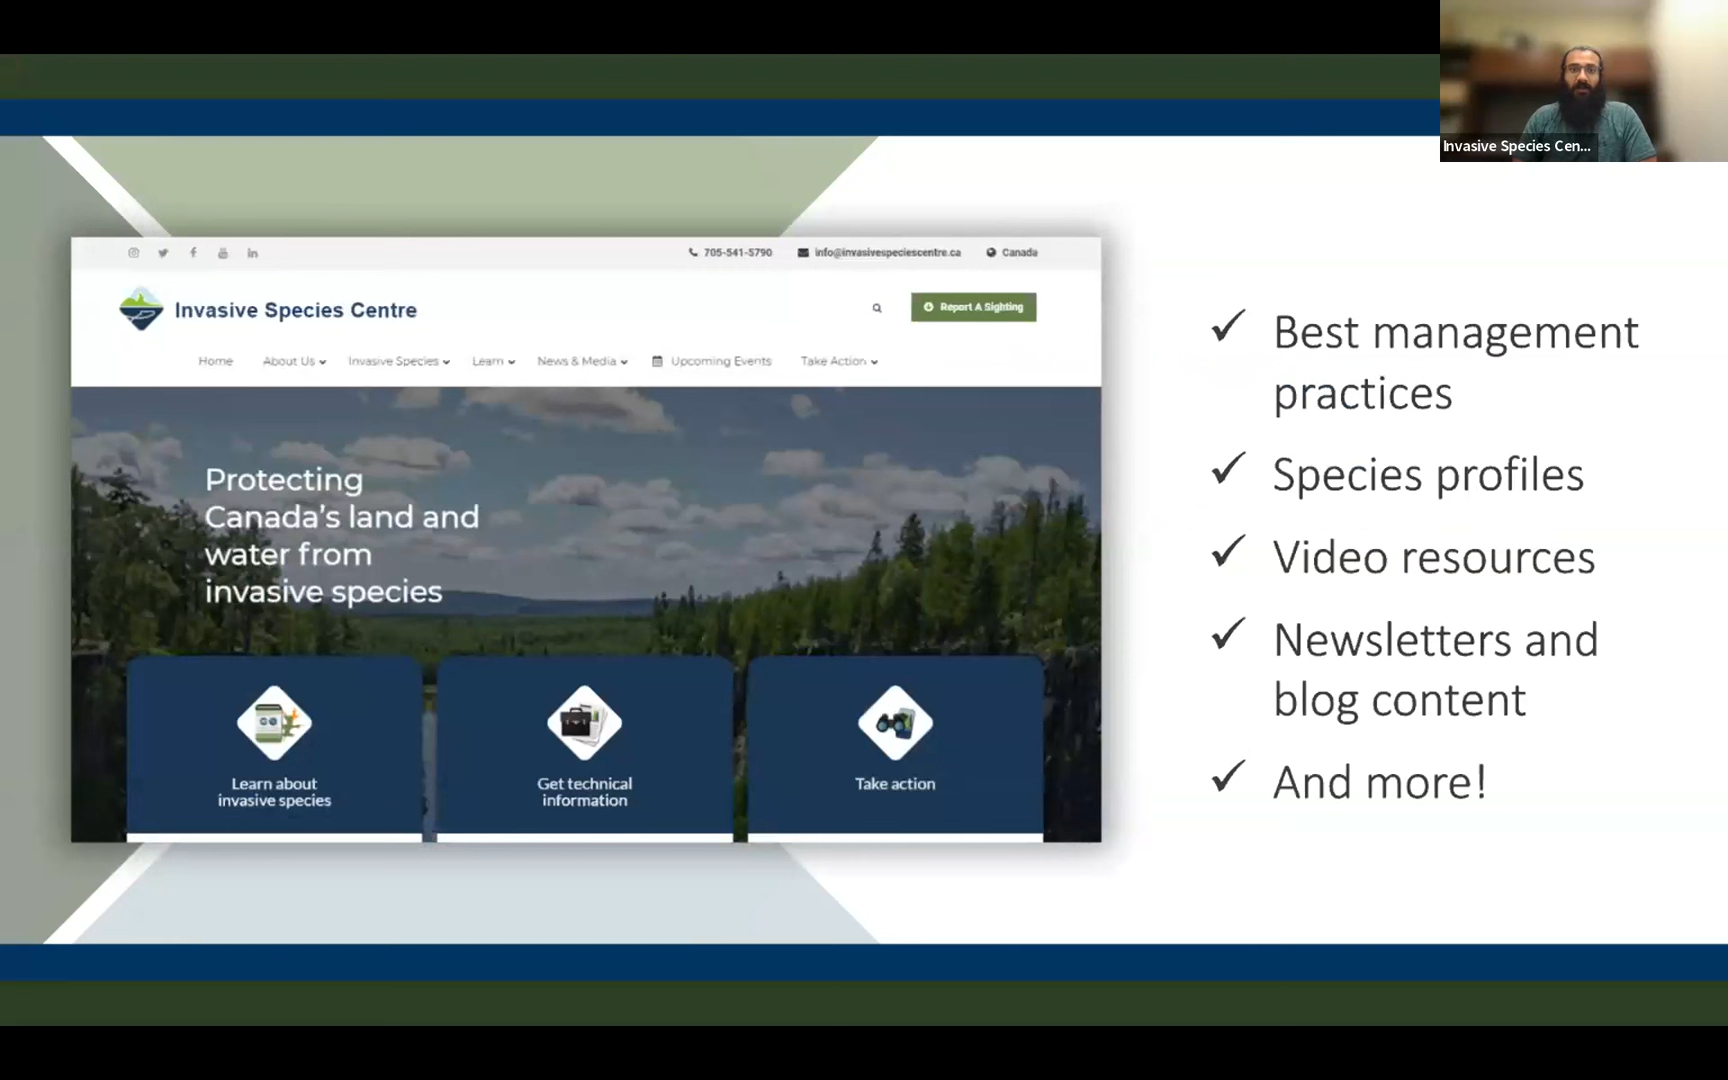 Invasive Species Cen...
705-541-5790
info@invasivespeciescentre.ca
Canada
Invasive Species Centre
Report A Sighting
Home
About Us
Invasive Species
Learn
News & Media
Upcoming Events
Take Action
Protecting
Canada's land and
water from
invasive species
Learn about
invasive species
Get technical
information
Take action
✓ Best management
practices
✓ Species profiles
✓ Video resources
✓ Newsletters and
blog content
✓ And more!